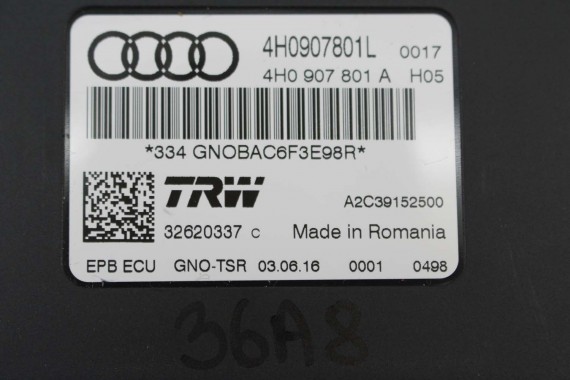 4H0907801L 0017
4H0 907 801 A H05
*334 GNOBAC6F3E98R*
TRW A2C39152500
32620337 C Made in Romania
EPB ECU GNO-TSR 03.06.16 0001 0498
36A8